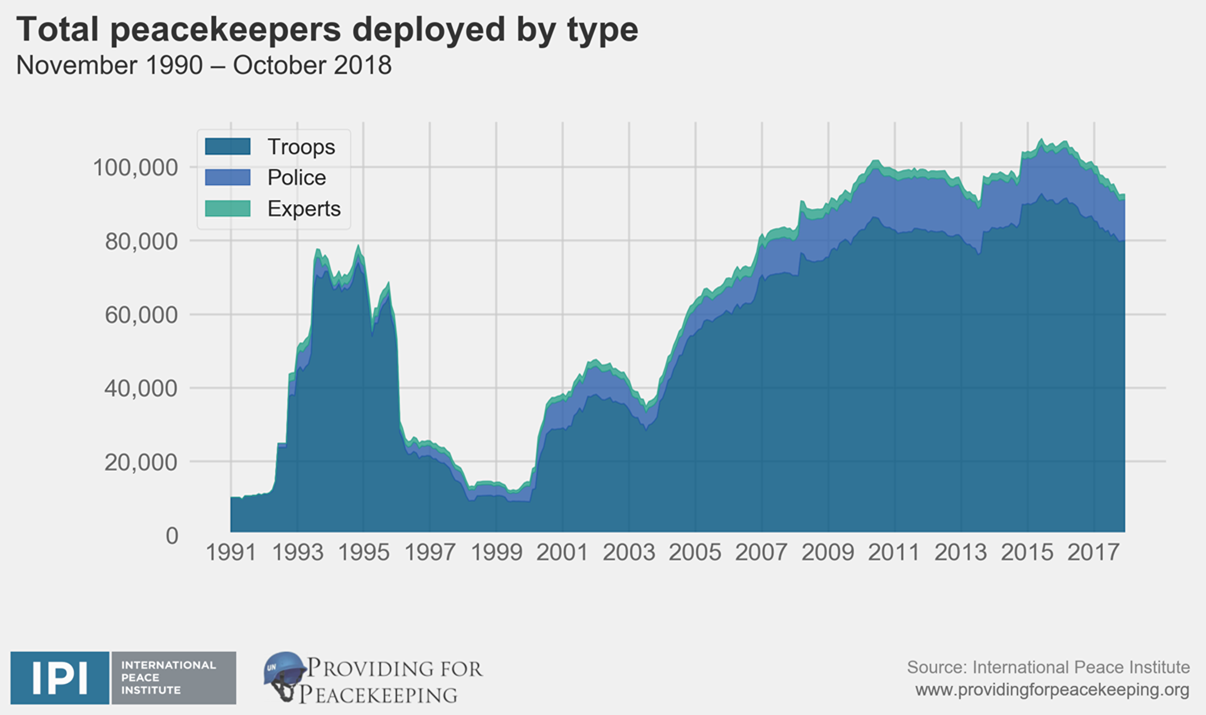 Total peacekeepers deployed by type
November 1990 – October 2018
Troops
Police
Experts
100,000
80,000
60,000
40,000
20,000
0
1991 1993 1995 1997 1999 2001 2003 2005 2007 2009 2011 2013 2015 2017
IPI
INTERNATIONAL
PEACE
INSTITUTE
UN
PROVIDING FOR
PEACEKEEPING
Source: International Peace Institute
www.providingforpeacekeeping.org